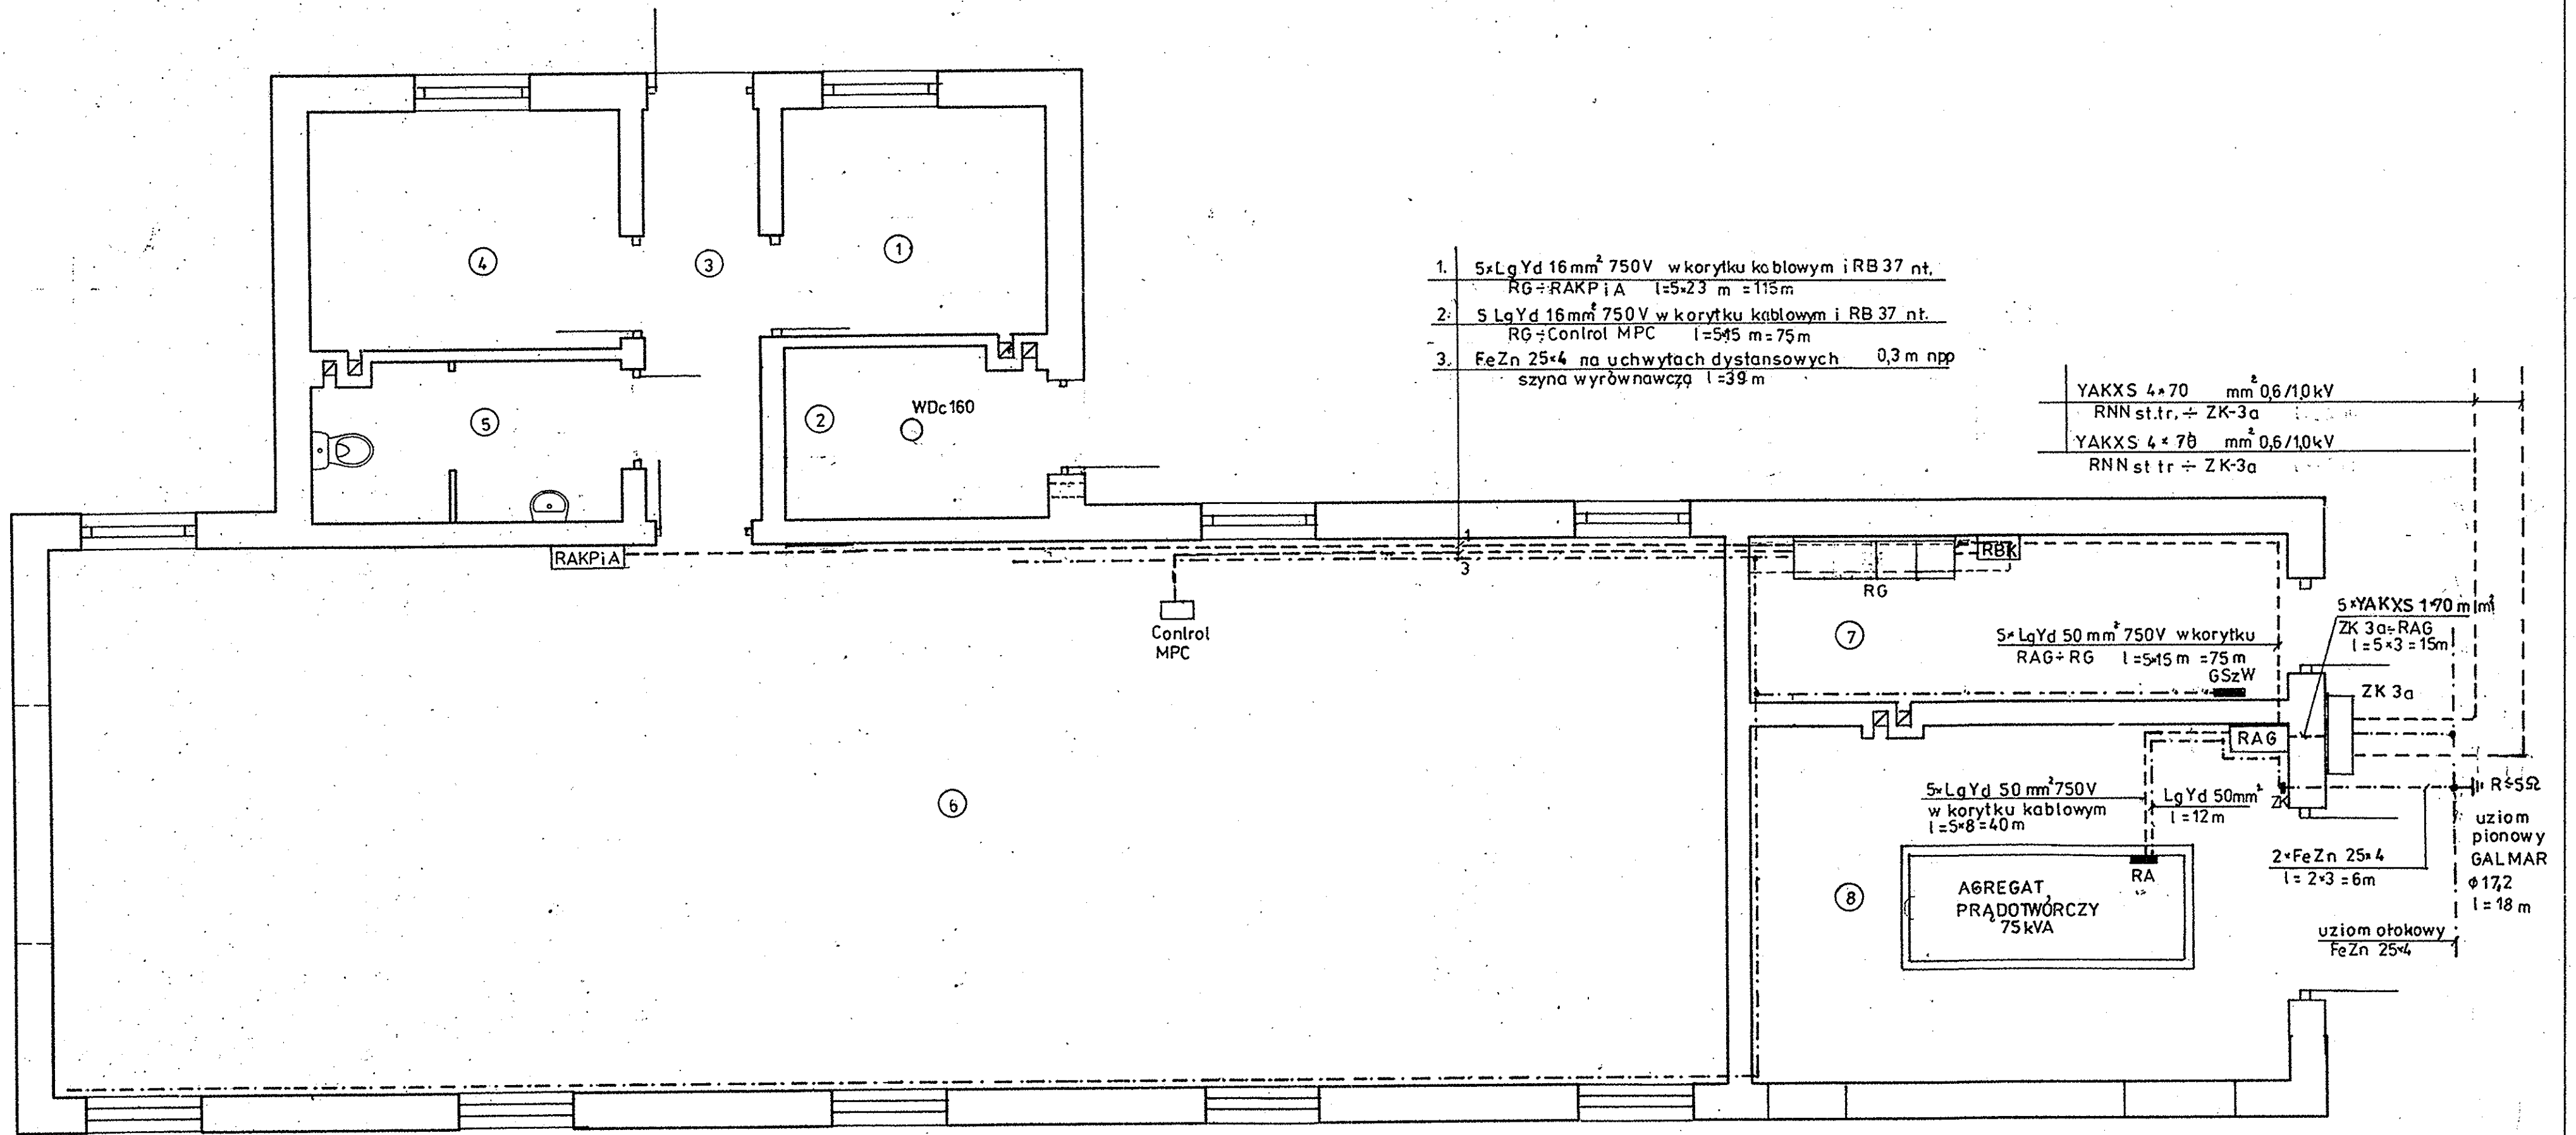 1. 5×LgYd 16mm² 750V w korytku kablowym i RB 37 nt.
RG÷RAKPiA l=5×23 m =115m
2. 5 LgYd 16mm² 750V w korytku kablowym i RB 37 nt.
RG÷Control MPC l=5×15 m=75m
3. FeZn 25×4 na uchwytach dystansowych 0,3 m npp
szyna wyrównawcza l=39 m
YAKXS 4×70 mm² 0,6/1,0kV
RNN st.tr. ÷ ZK-3a
YAKXS 4×70 mm² 0,6/1,0kV
RNN st tr ÷ ZK-3a
4
3
1
5
2
WDc160
RAKPiA
1
3
Control
MPC
RG
RBK
7
5×LgYd 50 mm² 750V w korytku
RAG÷RG l=5×15 m =75m
GSzW
5×YAKXS 1×70 mm²
ZK 3a÷RAG
l=5×3=15m
ZK 3a
RAG
6
5×LgYd 50 mm² 750V
w korytku kablowym
l=5×8=40m
LgYd 50mm²
l=12m
ZK
R≤5Ω
uziom
pionowy
GALMAR
ϕ17,2
l=18 m
2×FeZn 25×4
l= 2×3 =6m
8
RA
AGREGAT
PRĄDOTWÓRCZY
75kVA
uziom otokowy
FeZn 25×4